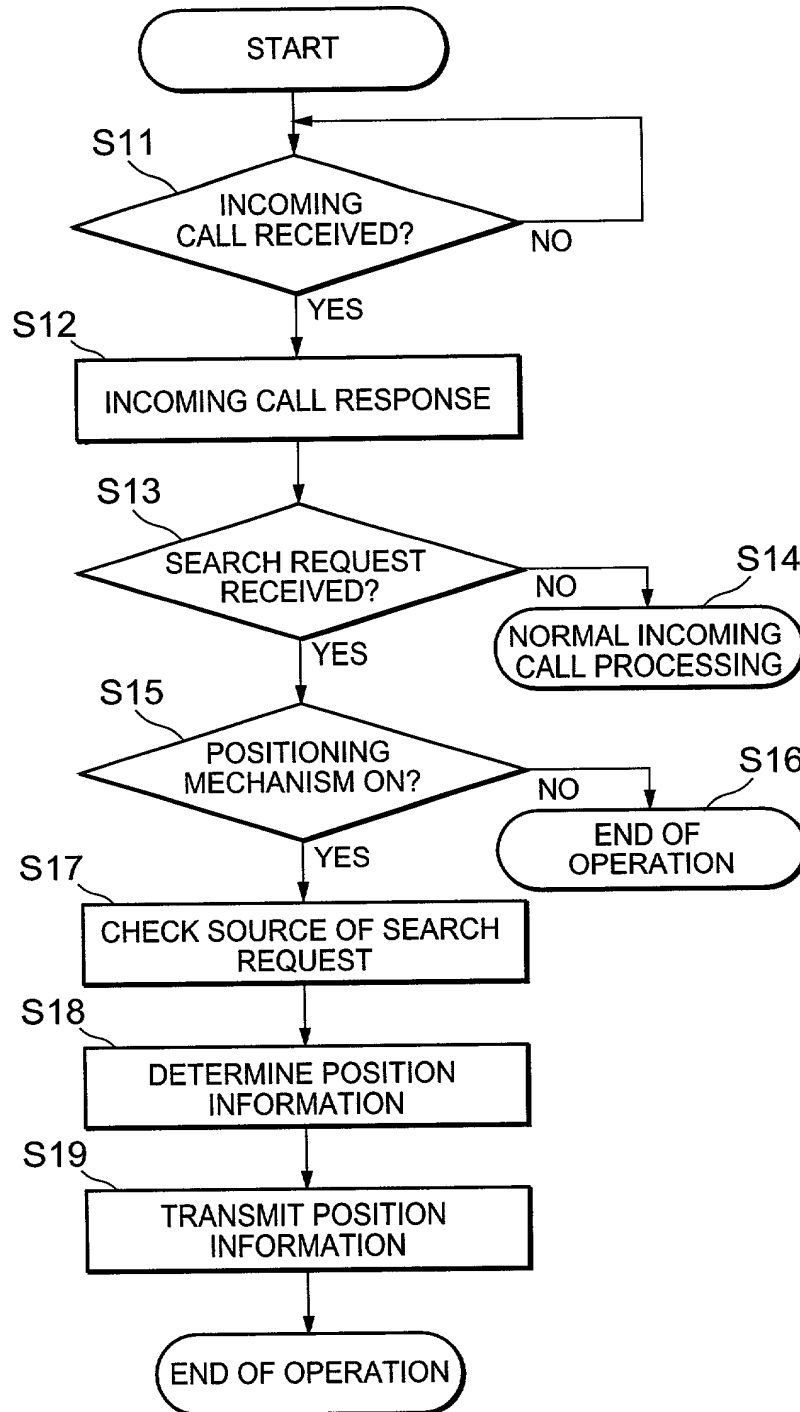 START
S11
INCOMING
CALL RECEIVED?
NO
YES
S12
INCOMING CALL RESPONSE
S13
SEARCH REQUEST
RECEIVED?
NO
S14
NORMAL INCOMING
CALL PROCESSING
YES
S15
POSITIONING
MECHANISM ON?
NO
S16
END OF
OPERATION
YES
S17
CHECK SOURCE OF SEARCH
REQUEST
S18
DETERMINE POSITION
INFORMATION
S19
TRANSMIT POSITION
INFORMATION
END OF OPERATION